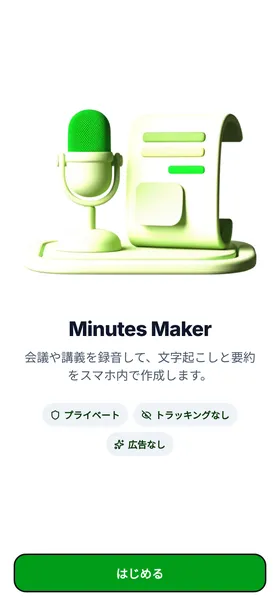 Minutes Maker
会議や講義を録音して、文字起こしと要約
をスマホ内で作成します。
プライベート
トラッキングなし
広告なし
はじめる